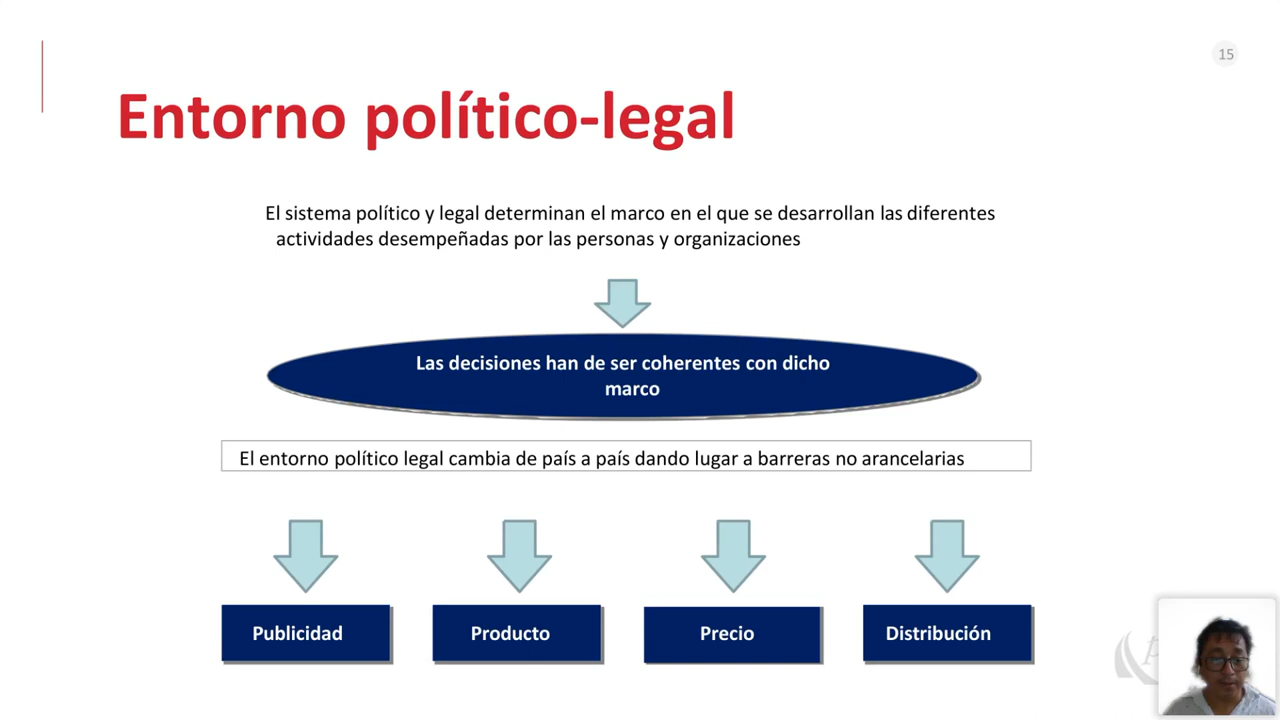 15
Entorno político-legal
El sistema político y legal determinan el marco en el que se desarrollan las diferentes
actividades desempeñadas por las personas y organizaciones
Las decisiones han de ser coherentes con dicho
marco
El entorno político legal cambia de país a país dando lugar a barreras no arancelarias
Publicidad
Producto
Precio
Distribución